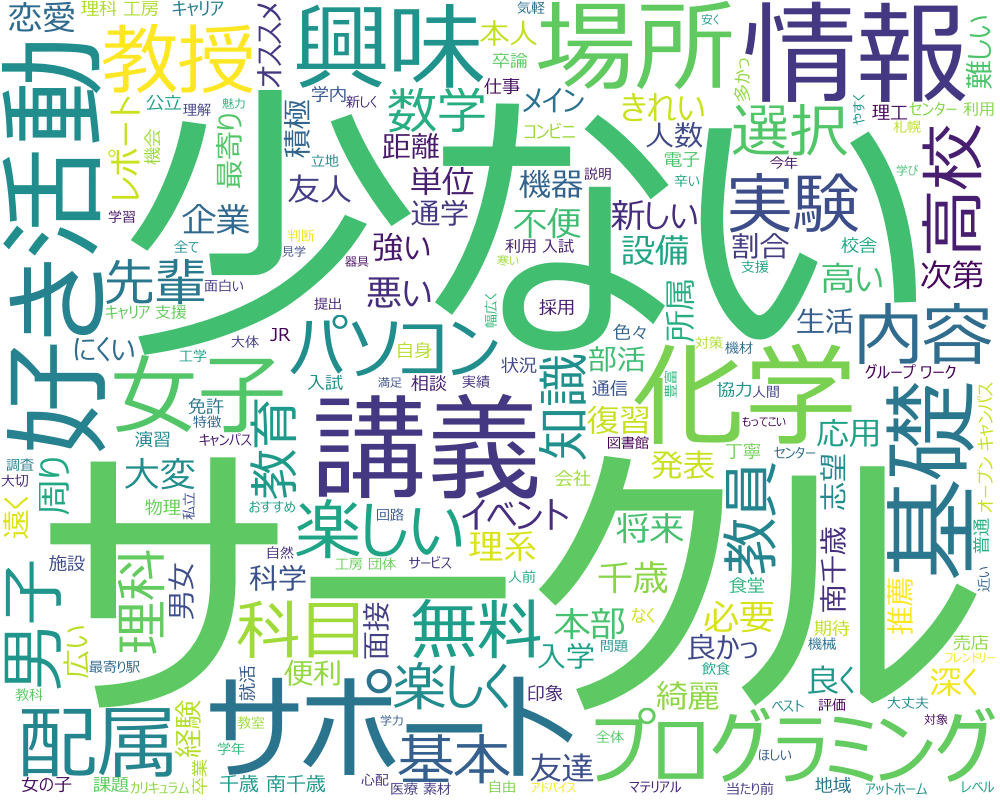 恋愛
理科 工房
キャリア
気軽
本人
卒論
オススメ
興味
場所
情報
難しい
教授
好き
活動
レポート
公立
理解
機会
魅力
最寄り
学内
新しく
積極
立地
数学
仕事
メイン
コンビニ
きれい
多かっ
選択
人数
電子
今年
やすく
安く
理工
センター 利用
札幌
学び
高校
少ない
距離
友人
単位
通学
機器
説明
辛い
不便
新しい
実験
割合
校舎
次第
学習
企業
判断
見学
全て
先輩
面白い
器具
強い
悪い
利用 入試
寒い
設備
支援
高い
採用
所属
幅広く
キャリア 支援
提出
JR
にくい
工学
大体
パソコン
自身
状況
色々
対策
機材
生活
内容
グループ ワーク
女子
入試
満足
相談
実績
知識
部活
通信
豊富
化学
協力
人間
もってこい
免許
特徴
演習
キャンパス
教育
講義
復習
図書館
丁寧
応用
基礎
オープン キャンパス
調査
大切
周り
大変
物理
私立
おすすめ
回路
会社
発表
センター
教員
志望
普通
遠く
施設
男女
楽しい
イベント
理系
将来
近い
サークル
男子
理科
科学
自然
工房 団体
サービス
人前
千歳
食堂
南千歳
広い
最寄り駅
科目
無料
面接
本部
なく
必要
期待
推薦
売店
フレンドリー
教科
就活
便利
入学
問題
良かっ
機械
飲食
配属
経験
教室
サポート
楽しく
印象
綺麗
良く
深く
大丈夫
学力
学年
基本
友達
全体
プログラミング
ベスト
評価
対象
ほしい
女の子
課題
カリキュラム
卒業
千歳 南千歳
心配
医療 素材
自由
アドバイス
マテリアル
当たり前
地域
アットホーム
レベル